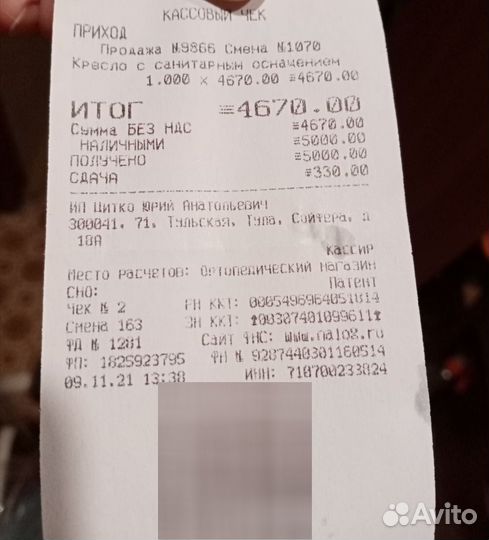 КАССОВЫЙ ЧЕК
ПРИХОД
Продажа №9866 Смена №1070
Кресло с санитарным оснащением
1.000 × 4670.00 ≡4670.00
ИТОГ ≡4670.00
Сумма БЕЗ НДС ≡4670.00
НАЛИЧНЫМИ ≡5000.00
ПОЛУЧЕНО ≡5000.00
СДАЧА ≡330.00
ИП Цитко Юрий Анатольевич
300041, 71, Тульская, Тула, Сойфера, д
18А
Кассир
Место расчетов: Ортопедический магазин
СНО: Патент
Чек № 2 РН ККТ: 0005496964051814
Смена 163 ЗН ККТ: ↑00307401099611↑
ФД № 1281 Сайт ФНС: www.nalog.ru
ФП: 1825923795 ФН № 9287440301160514
09.11.21 13:38 ИНН: 710700233824
Avito